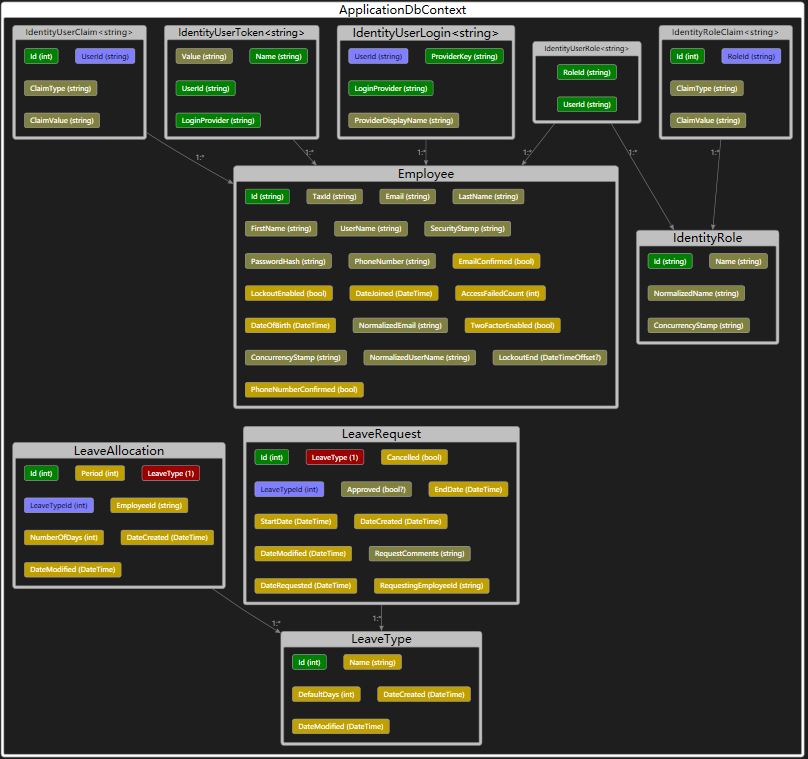 ApplicationDbContext
IdentityUserClaim<string>
Id (int) UserId (string)
ClaimType (string)
ClaimValue (string)
IdentityUserToken<string>
Value (string) Name (string)
UserId (string)
LoginProvider (string)
IdentityUserLogin<string>
UserId (string) ProviderKey (string)
LoginProvider (string)
ProviderDisplayName (string)
IdentityUserRole<string>
RoleId (string)
UserId (string)
IdentityRoleClaim<string>
Id (int) RoleId (string)
ClaimType (string)
ClaimValue (string)
1:*
1:*
1:*
1:*
1:*
1:*
Employee
Id (string) TaxId (string) Email (string) LastName (string)
FirstName (string) UserName (string) SecurityStamp (string)
PasswordHash (string) PhoneNumber (string) EmailConfirmed (bool)
LockoutEnabled (bool) DateJoined (DateTime) AccessFailedCount (int)
DateOfBirth (DateTime) NormalizedEmail (string) TwoFactorEnabled (bool)
ConcurrencyStamp (string) NormalizedUserName (string) LockoutEnd (DateTimeOffset?)
PhoneNumberConfirmed (bool)
IdentityRole
Id (string) Name (string)
NormalizedName (string)
ConcurrencyStamp (string)
LeaveAllocation
Id (int) Period (int) LeaveType (1)
LeaveTypeId (int) EmployeeId (string)
NumberOfDays (int) DateCreated (DateTime)
DateModified (DateTime)
LeaveRequest
Id (int) LeaveType (1) Cancelled (bool)
LeaveTypeId (int) Approved (bool?) EndDate (DateTime)
StartDate (DateTime) DateCreated (DateTime)
DateModified (DateTime) RequestComments (string)
DateRequested (DateTime) RequestingEmployeeId (string)
1:*
1:*
LeaveType
Id (int) Name (string)
DefaultDays (int) DateCreated (DateTime)
DateModified (DateTime)